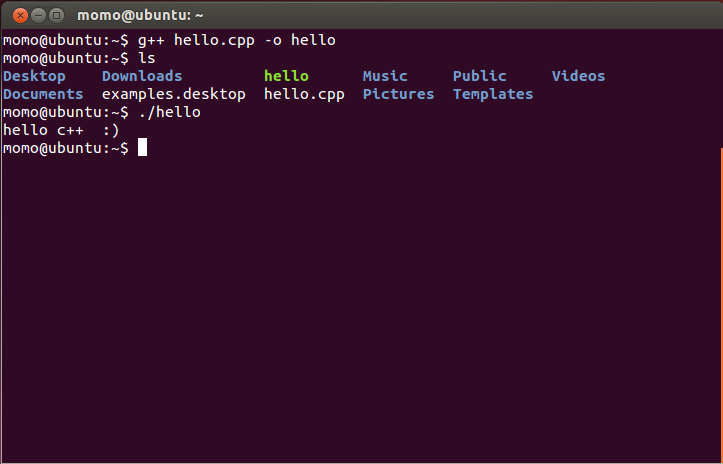 momo@ubuntu: ~
momo@ubuntu:~$ g++ hello.cpp -o hello
momo@ubuntu:~$ ls
Desktop    Downloads         hello      Music     Public     Videos
Documents  examples.desktop  hello.cpp  Pictures  Templates
momo@ubuntu:~$ ./hello
hello c++  :)
momo@ubuntu:~$